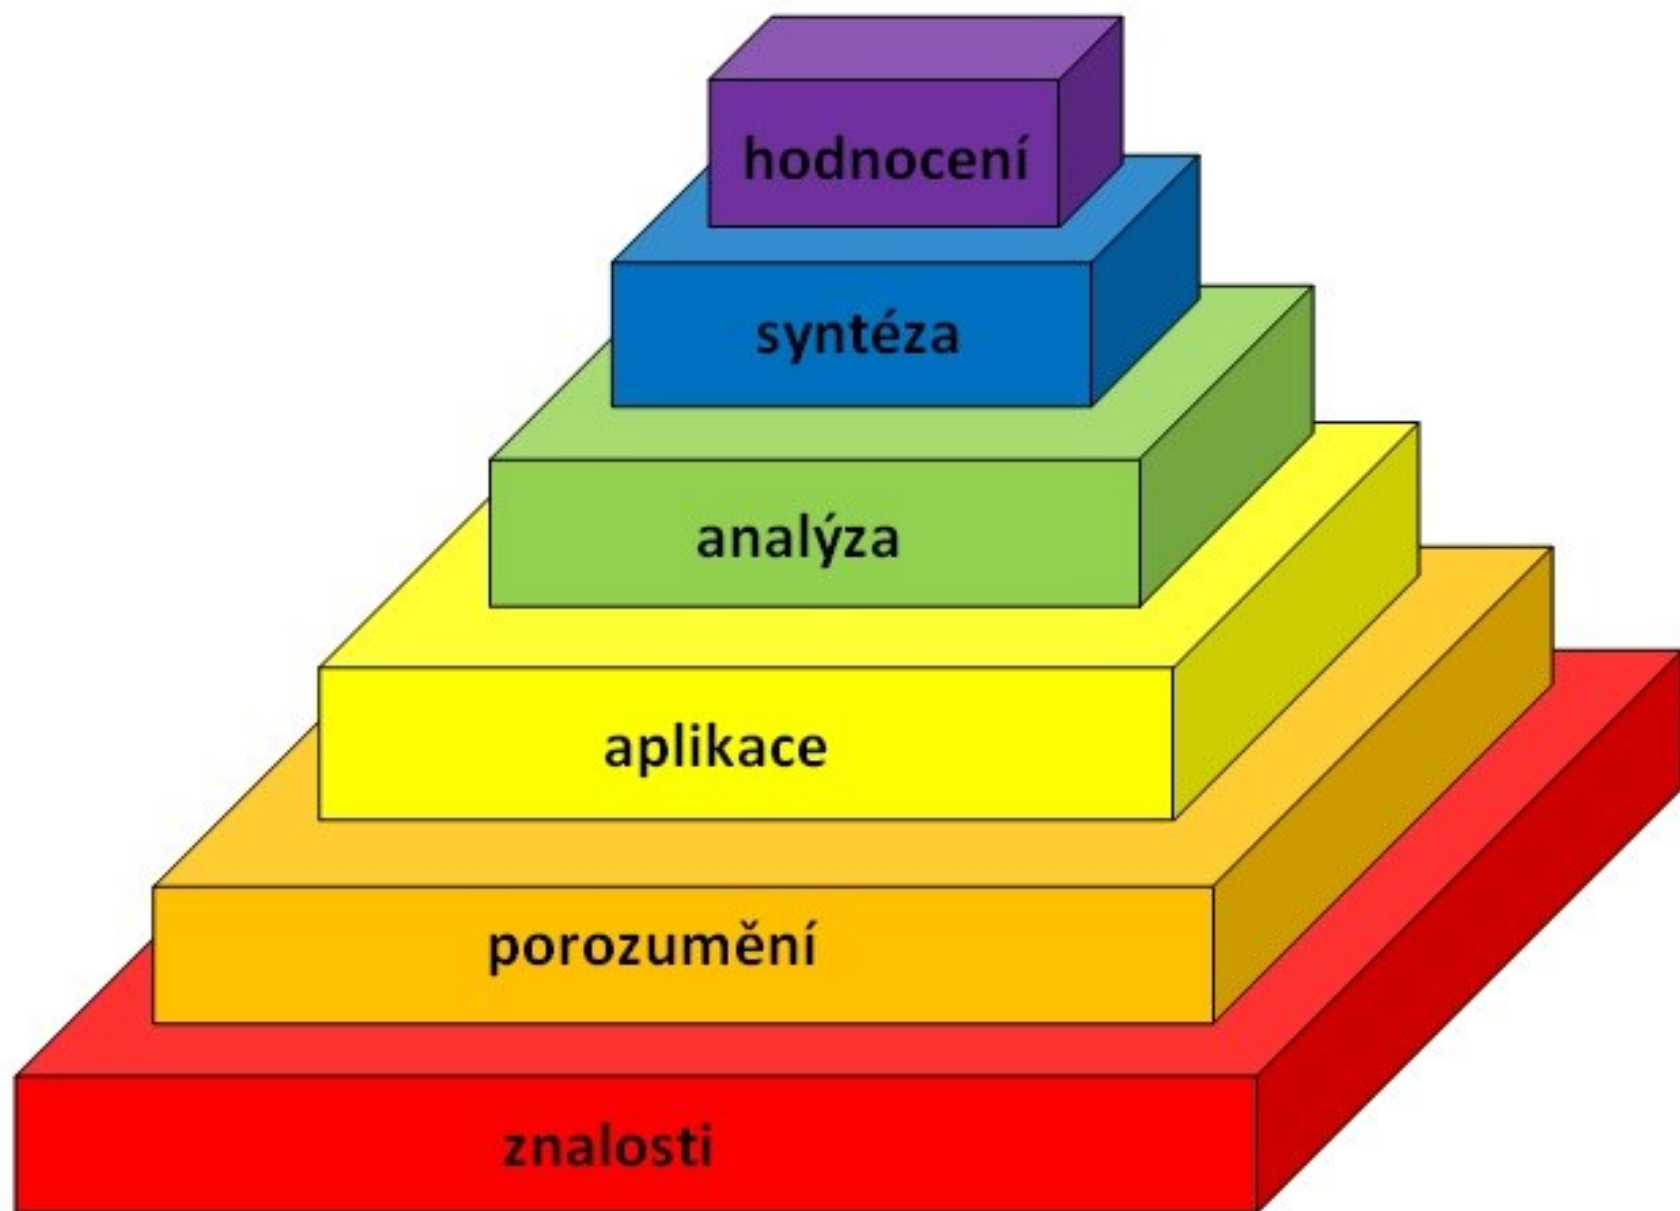 hodnocení
syntéza
analýza
aplikace
porozumění
znalosti